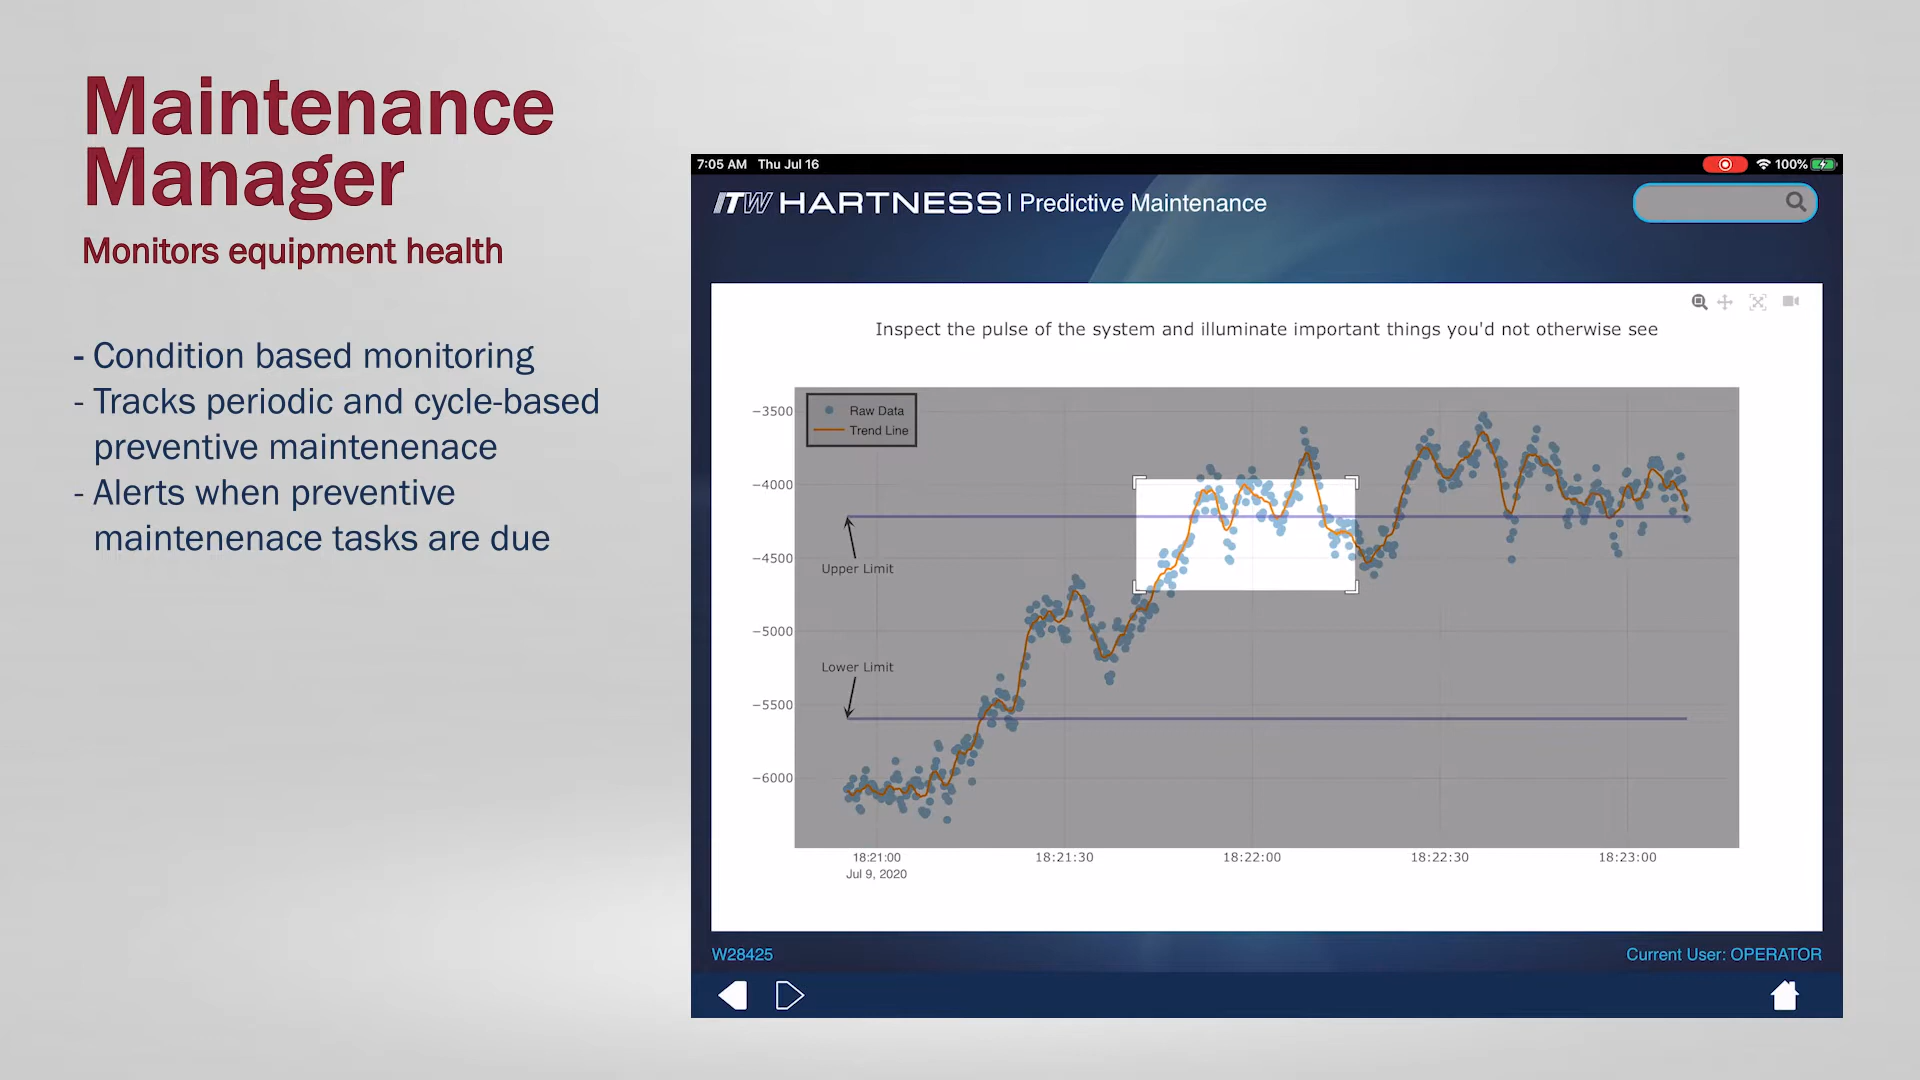 Maintenance
Manager
Monitors equipment health
- Condition based monitoring
- Tracks periodic and cycle-based
preventive maintenenace
- Alerts when preventive
maintenenace tasks are due
7:05 AM Thu Jul 16
100%
ITW HARTNESS | Predictive Maintenance
Inspect the pulse of the system and illuminate important things you'd not otherwise see
Raw Data
Trend Line
−3500
−4000
−4500
−5000
−5500
−6000
Upper Limit
Lower Limit
18:21:00
Jul 9, 2020
18:21:30
18:22:00
18:22:30
18:23:00
W28425
Current User: OPERATOR